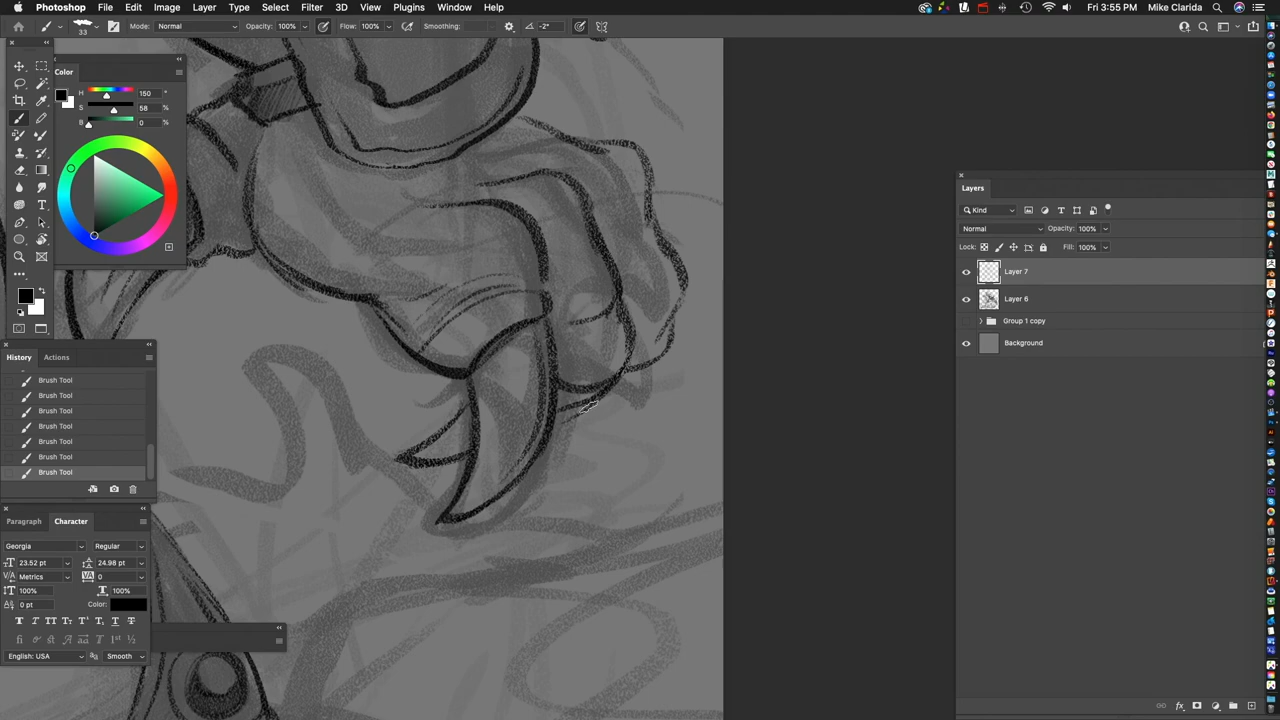 Photoshop File Edit Image Layer Type Select Filter 3D View Plugins Window Help Fri 3:55 PM Mike Clarida
33 Mode: Normal Opacity: 100% Flow: 100% Smoothing: -2°
Color
H 150 °
S 58 %
B 0 %
History Actions
Brush Tool
Brush Tool
Brush Tool
Brush Tool
Brush Tool
Brush Tool
Brush Tool
Paragraph Character
Georgia Regular
23.52 pt 24.98 pt
Metrics 0
100% 100%
0 pt Color:
English: USA Smooth
Layers
Kind
Normal Opacity: 100%
Lock: Fill: 100%
Layer 7
Layer 6
Group 1 copy
Background